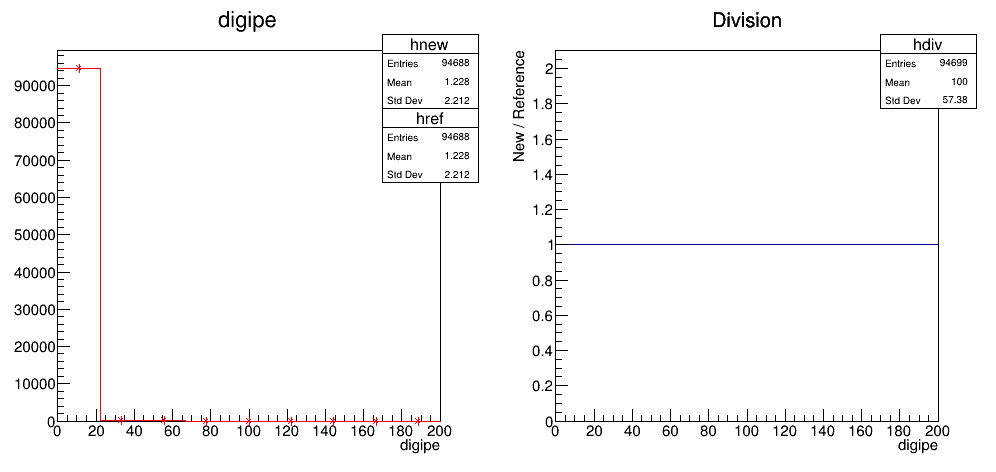 digipe
hnew
Entries 94688
Mean 1.228
Std Dev 2.212
href
Entries 94688
Mean 1.228
Std Dev 2.212
90000
80000
70000
60000
50000
40000
30000
20000
10000
0
0 20 40 60 80 100 120 140 160 180 200
digipe
Division
hdiv
Entries 94699
Mean 100
Std Dev 57.38
New / Reference
2
1.8
1.6
1.4
1.2
1
0.8
0.6
0.4
0.2
0
0 20 40 60 80 100 120 140 160 180 200
digipe